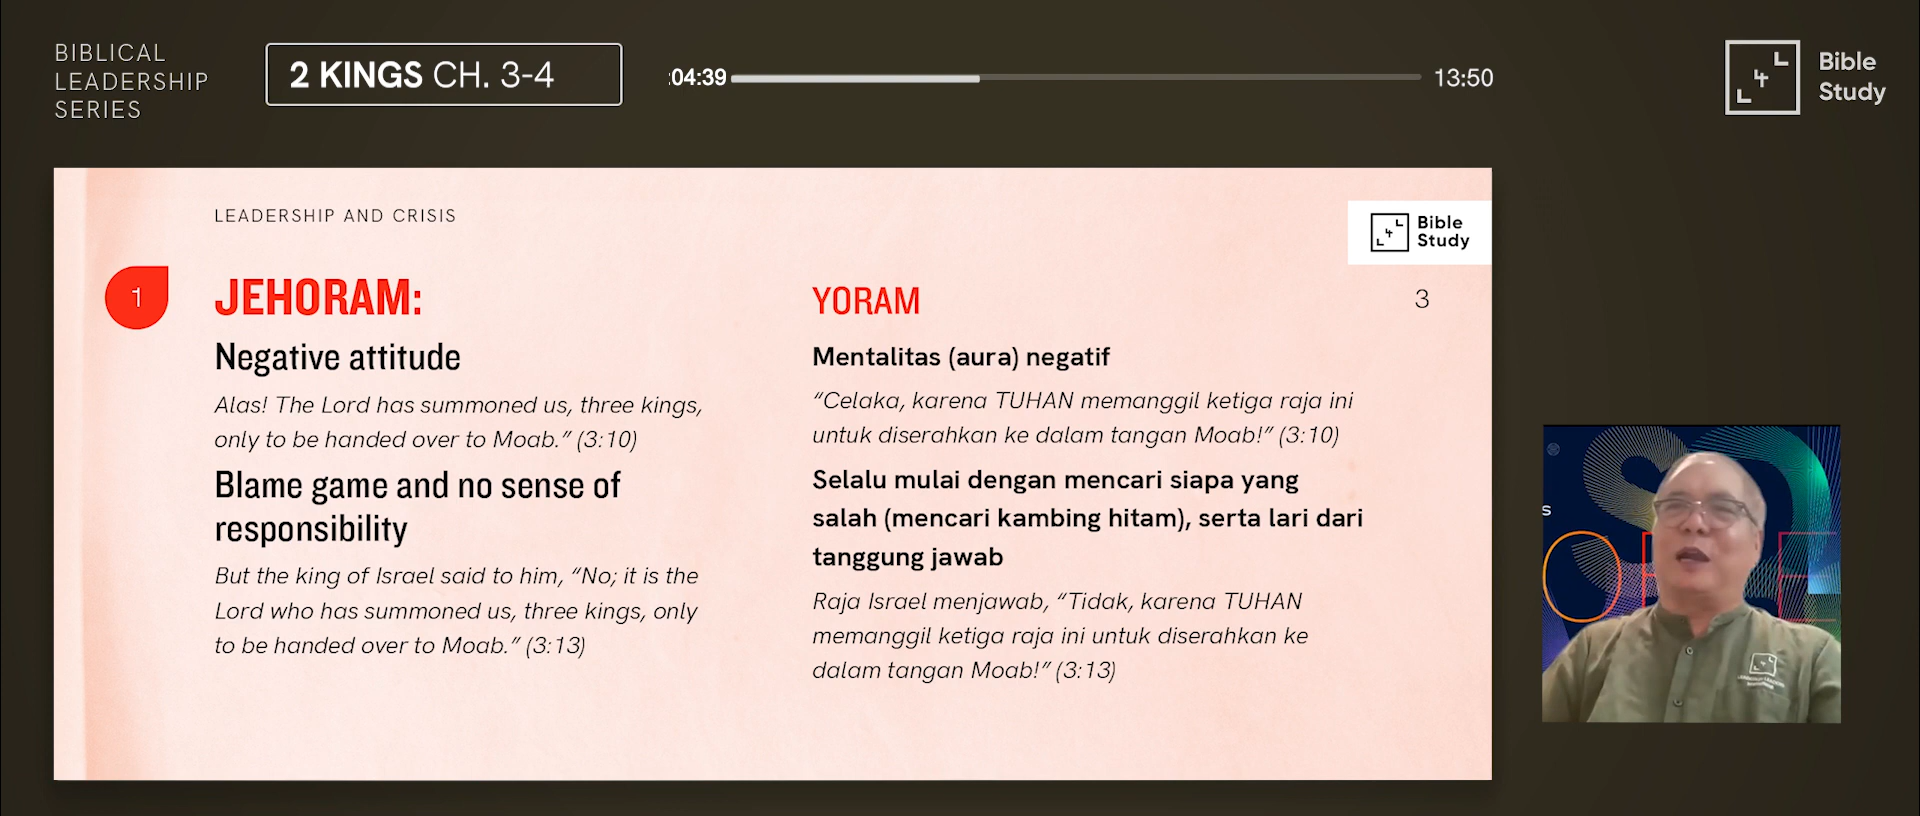 BIBLICAL
LEADERSHIP
SERIES
2 KINGS CH. 3-4
:04:39
13:50
Bible
Study
LEADERSHIP AND CRISIS
Bible
Study
1
JEHORAM:
Negative attitude
Alas! The Lord has summoned us, three kings,
only to be handed over to Moab.” (3:10)
Blame game and no sense of
responsibility
But the king of Israel said to him, “No; it is the
Lord who has summoned us, three kings, only
to be handed over to Moab.” (3:13)
YORAM
3
Mentalitas (aura) negatif
“Celaka, karena TUHAN memanggil ketiga raja ini
untuk diserahkan ke dalam tangan Moab!” (3:10)
Selalu mulai dengan mencari siapa yang
salah (mencari kambing hitam), serta lari dari
tanggung jawab
Raja Israel menjawab, “Tidak, karena TUHAN
memanggil ketiga raja ini untuk diserahkan ke
dalam tangan Moab!” (3:13)
s